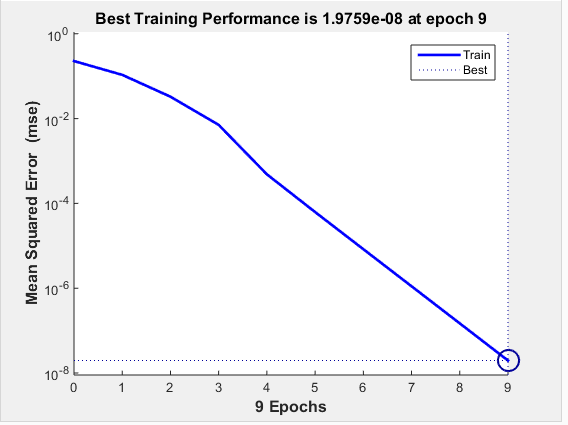 Best Training Performance is 1.9759e-08 at epoch 9
Train
Best
Mean Squared Error (mse)
10^0
10^-2
10^-4
10^-6
10^-8
0 1 2 3 4 5 6 7 8 9
9 Epochs